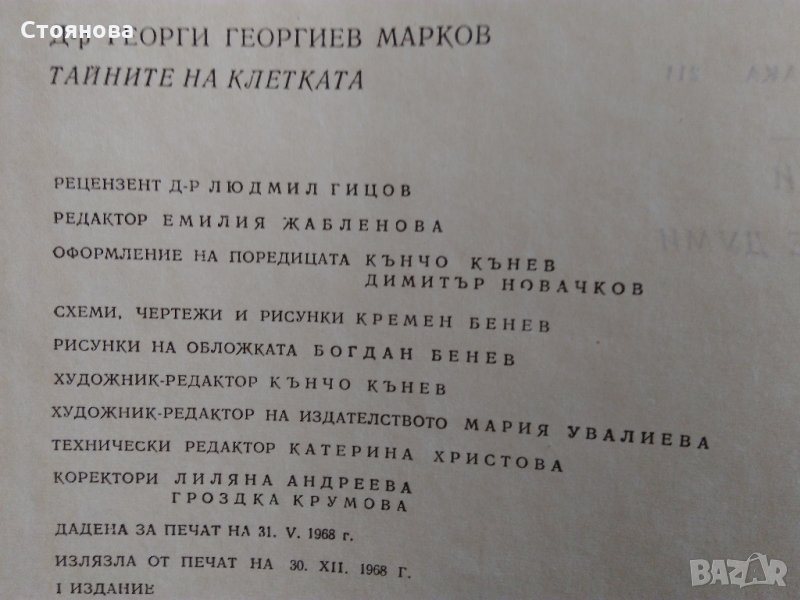 Стоянова
Д-р ГЕОРГИ ГЕОРГИЕВ МАРКОВ
ТАЙНИТЕ НА КЛЕТКАТА
РЕЦЕНЗЕНТ Д-Р ЛЮДМИЛ ГИЦОВ
РЕДАКТОР ЕМИЛИЯ ЖАБЛЕНОВА
ОФОРМЛЕНИЕ НА ПОРЕДИЦАТА КЪНЧО КЪНЕВ
ДИМИТЪР НОВАЧКОВ
СХЕМИ, ЧЕРТЕЖИ И РИСУНКИ КРЕМЕН БЕНЕВ
РИСУНКИ НА ОБЛОЖКАТА БОГДАН БЕНЕВ
ХУДОЖНИК-РЕДАКТОР КЪНЧО КЪНЕВ
ХУДОЖНИК-РЕДАКТОР НА ИЗДАТЕЛСТВОТО МАРИЯ УВАЛИЕВА
ТЕХНИЧЕСКИ РЕДАКТОР КАТЕРИНА ХРИСТОВА
КОРЕКТОРИ ЛИЛЯНА АНДРЕЕВА
ГРОЗДКА КРУМОВА
ДАДЕНА ЗА ПЕЧАТ НА 31. V. 1968 г.
ИЗЛЯЗЛА ОТ ПЕЧАТ НА 30. XII. 1968 Г.
I ИЗДАНИЕ
BAZAR